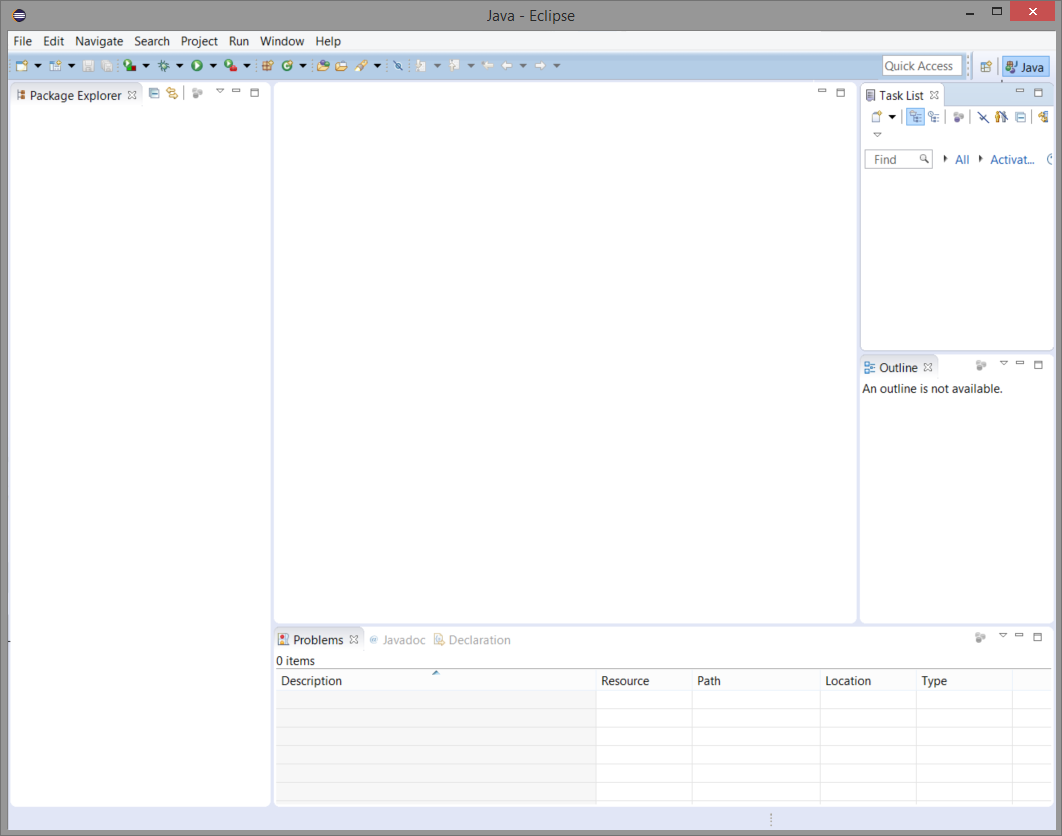 Java - Eclipse
File Edit Navigate Search Project Run Window Help
Quick Access
Java
Package Explorer
Task List
Find
All
Activat...
Outline
An outline is not available.
Problems
@ Javadoc
Declaration
0 items
Description Resource Path Location Type